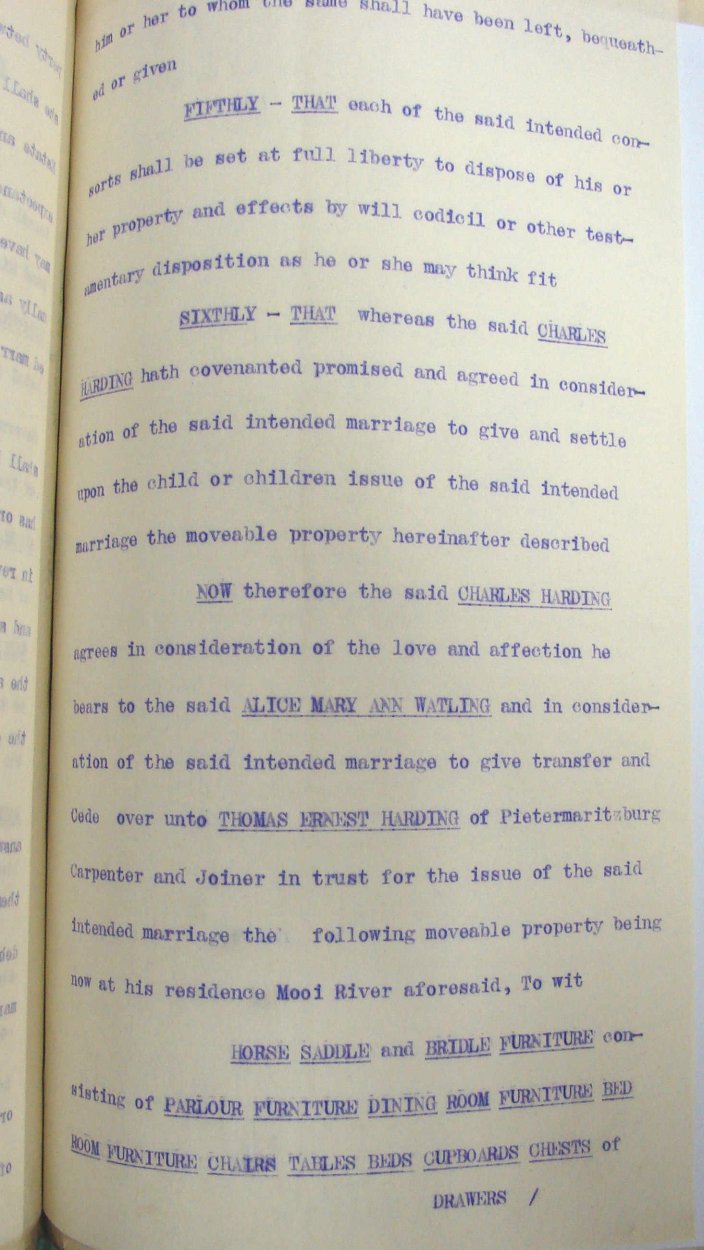 him or her to whom the same shall have been left, bequeath-
ed or given
FIFTHLY - THAT each of the said intended con-
sorts shall be set at full liberty to dispose of his or
her property and effects by will codicil or other test-
amentary disposition as he or she may think fit
SIXTHLY - THAT whereas the said CHARLES
HARDING hath covenanted promised and agreed in consider-
ation of the said intended marriage to give and settle
upon the child or children issue of the said intended
marriage the moveable property hereinafter described
NOW therefore the said CHARLES HARDING
agrees in consideration of the love and affection he
bears to the said ALICE MARY ANN WATLING and in consider-
ation of the said intended marriage to give transfer and
Cede over unto THOMAS ERNEST HARDING of Pietermaritzburg
Carpenter and Joiner in trust for the issue of the said
intended marriage the following moveable property being
now at his residence Mooi River aforesaid, To wit
HORSE SADDLE and BRIDLE FURNITURE con-
sisting of PARLOUR FURNITURE DINING ROOM FURNITURE BED
ROOM FURNITURE CHAIRS TABLES BEDS CUPBOARDS CHESTS of
DRAWERS /